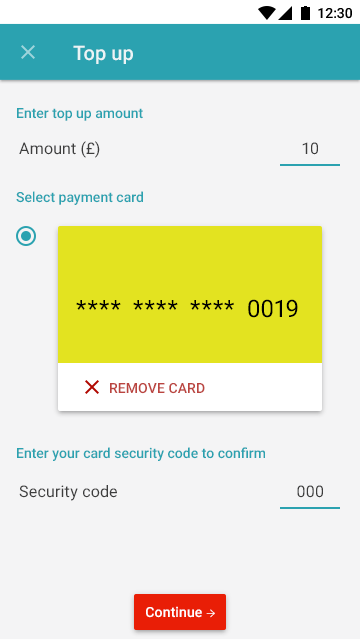 12:30
Top up
Enter top up amount
Amount (£) 10
Select payment card
**** **** **** 0019
REMOVE CARD
Enter your card security code to confirm
Security code 000
Continue →